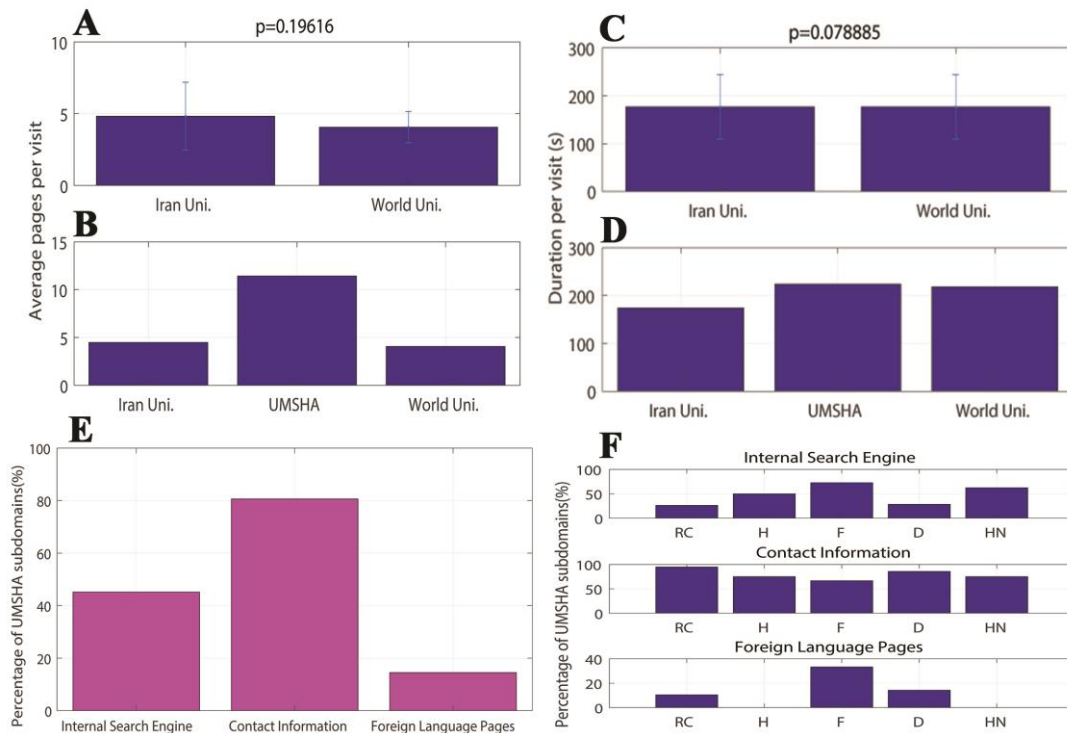 A
p=0.19616
10
5
0
Average pages per visit
Iran Uni.
World Uni.
B
15
10
5
0
Iran Uni.
UMSHA
World Uni.
C
p=0.078885
300
200
100
0
Duration per visit (s)
Iran Uni.
World Uni.
D
300
200
100
0
Iran Uni.
UMSHA
World Uni.
E
100
80
60
40
20
0
Percentage of UMSHA subdomains(%)
Internal Search Engine
Contact Information
Foreign Language Pages
F
Percentage of UMSHA subdomains(%)
Internal Search Engine
100
50
0
RC
H
F
D
HN
Contact Information
100
50
0
RC
H
F
D
HN
Foreign Language Pages
40
20
0
RC
H
F
D
HN